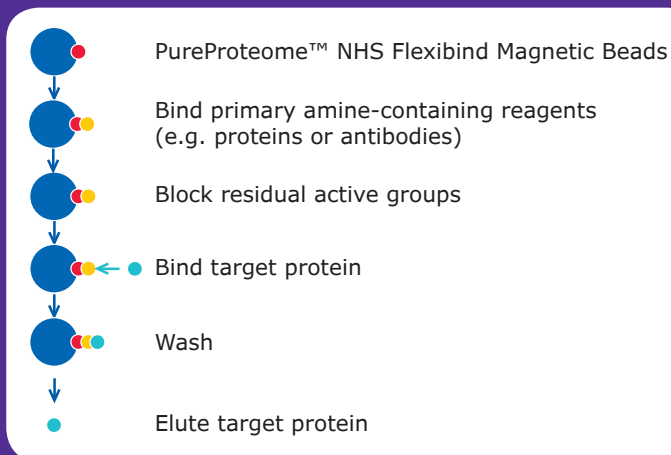 PureProteome™ NHS Flexibind Magnetic Beads
Bind primary amine-containing reagents
(e.g. proteins or antibodies)
Block residual active groups
Bind target protein
Wash
Elute target protein